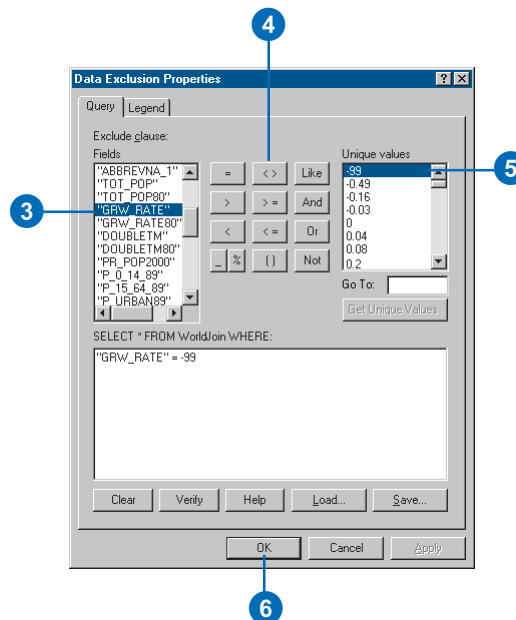 4
Data Exclusion Properties
Query Legend
Exclude clause:
Fields
Unique values
"ABBREVNA_1"
"TOT_POP"
"TOT_POP80"
"GRW_RATE"
"GRW_RATE80"
"DOUBLETM"
"DOUBLETM80"
"PR_POP2000"
"P_0_14_89"
"P_15_64_89"
"P_URBAN89"
= <> Like
> >= And
< <= Or
_ % () Not
-99
-0.49
-0.16
-0.03
0
0.04
0.08
0.2
3
5
Go To:
Get Unique Values
SELECT * FROM WorldJoin WHERE:
"GRW_RATE" = -99
Clear Verify Help Load... Save...
OK Cancel Apply
6